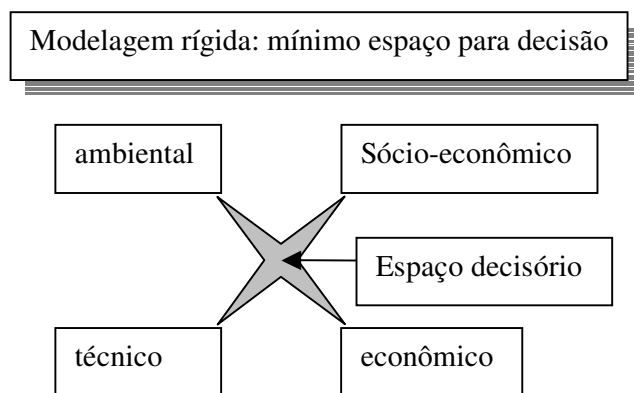 Modelagem rígida: mínimo espaço para decisão
ambiental
Sócio-econômico
Espaço decisório
técnico
econômico